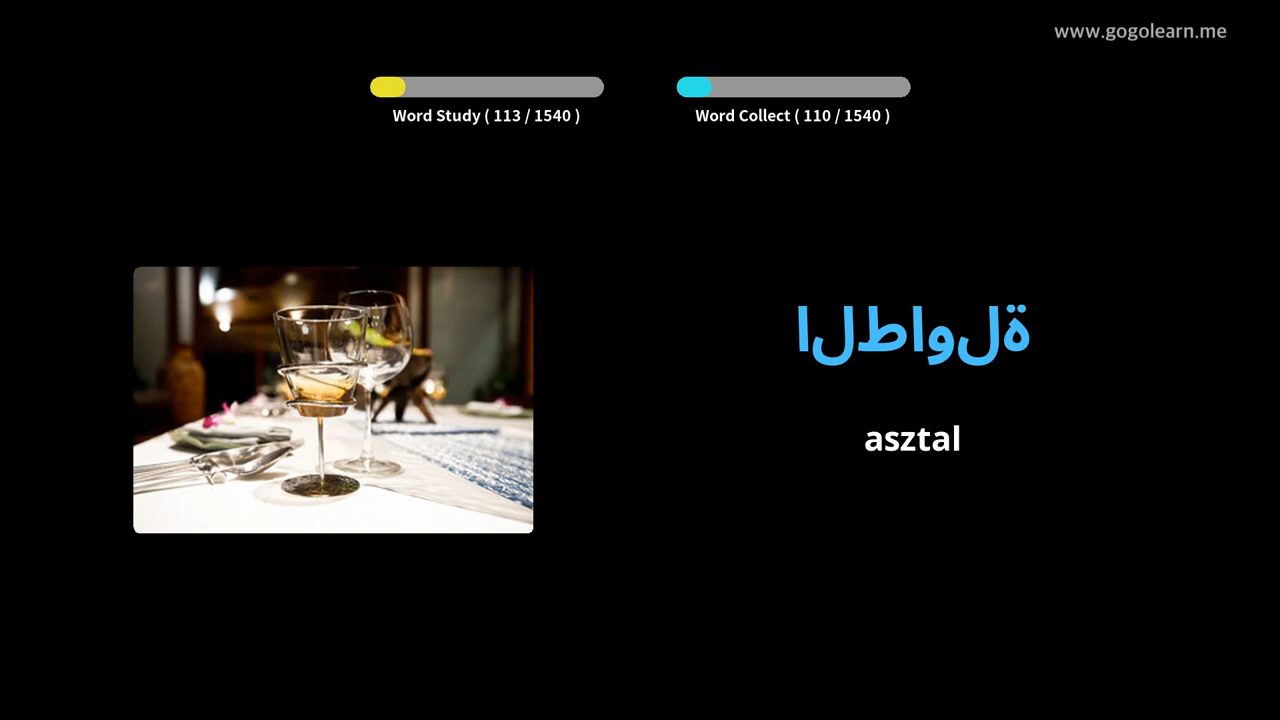 www.gogolearn.me
Word Study ( 113 / 1540 )
Word Collect ( 110 / 1540 )
الطاولة
asztal